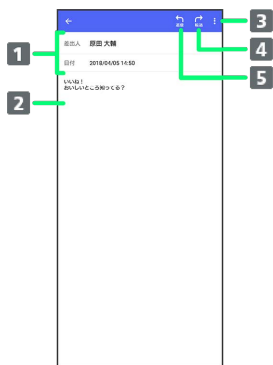 返信
転送
3
差出人 原田 大輔
1
4
日付 2018/04/05 14:50
5
いいね！
おいしいところ知ってる？
2